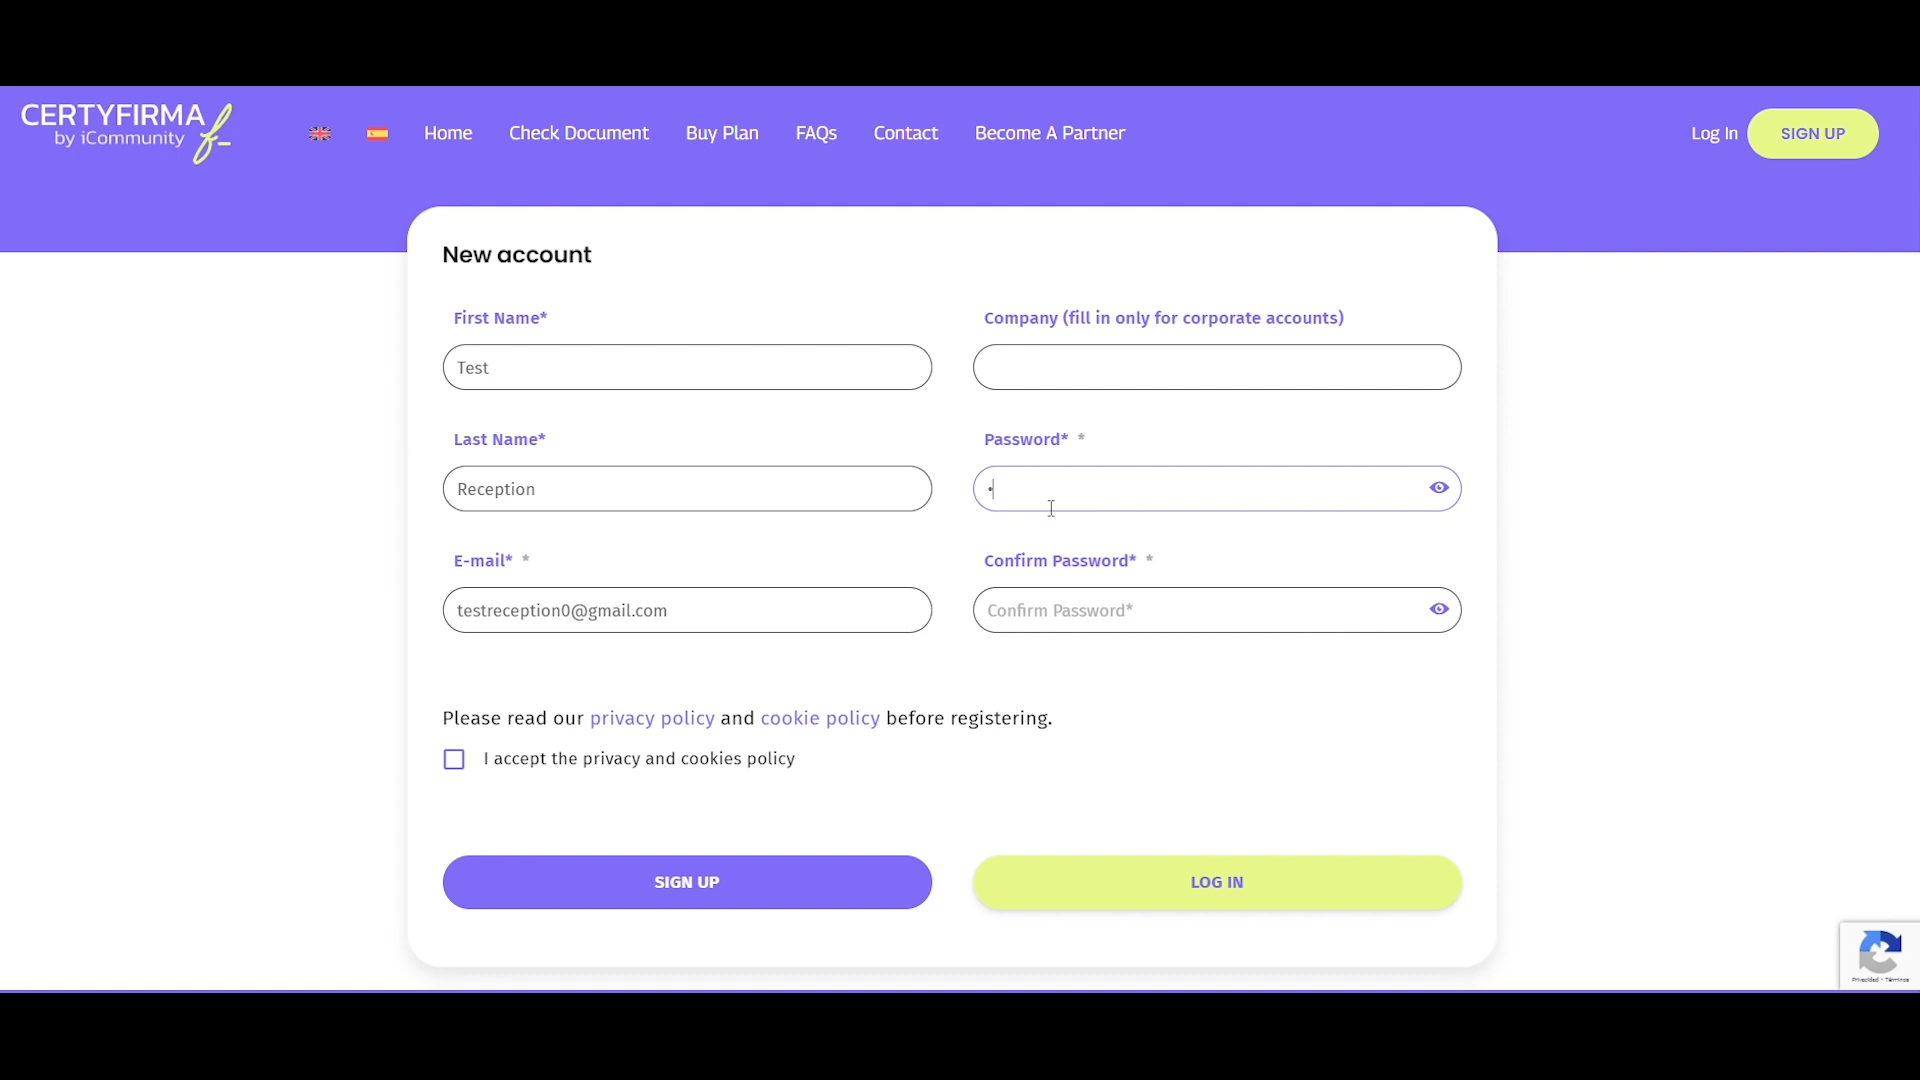 CERTYFIRMA
by iCommunity
Home
Check Document
Buy Plan
FAQs
Contact
Become A Partner
Log In
SIGN UP
New account
First Name*
Company (fill in only for corporate accounts)
Test
Last Name*
Password* *
Reception
•
E-mail* *
Confirm Password* *
testreception0@gmail.com
Confirm Password*
Please read our privacy policy and cookie policy before registering.
I accept the privacy and cookies policy
SIGN UP
LOG IN
Privacidad - Términos